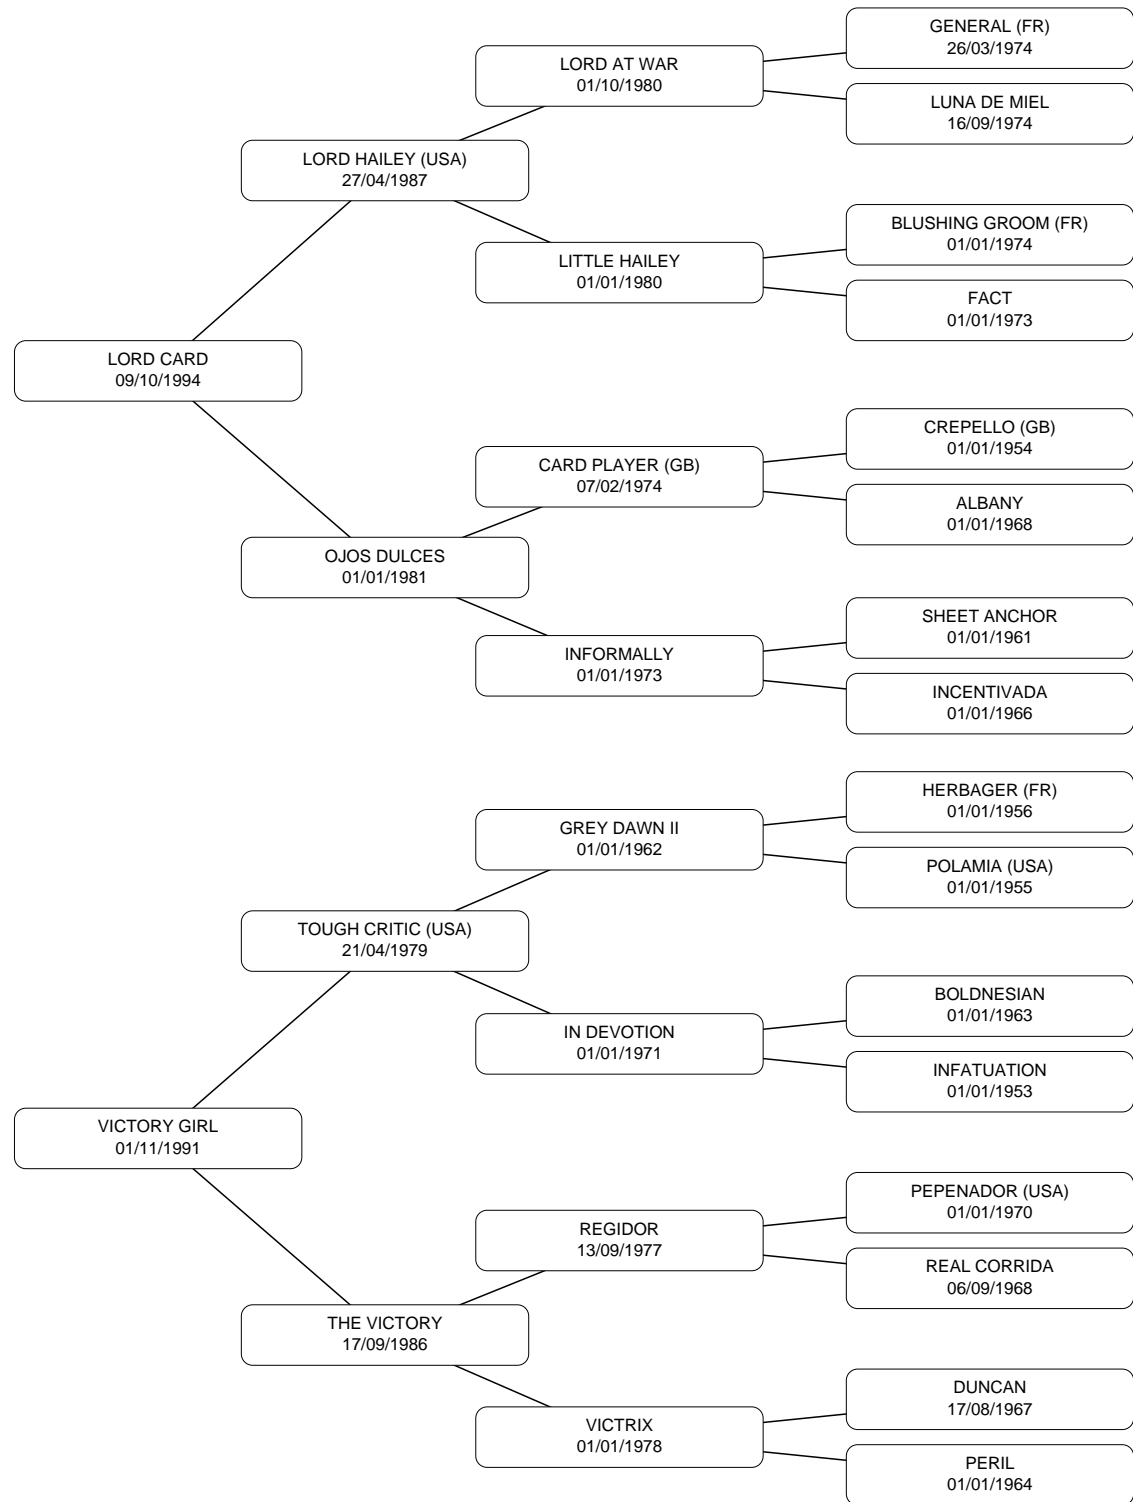 GENERAL (FR)
26/03/1974
LORD AT WAR
01/10/1980
LUNA DE MIEL
16/09/1974
LORD HAILEY (USA)
27/04/1987
BLUSHING GROOM (FR)
01/01/1974
LITTLE HAILEY
01/01/1980
FACT
01/01/1973
LORD CARD
09/10/1994
CREPELLO (GB)
01/01/1954
CARD PLAYER (GB)
07/02/1974
ALBANY
01/01/1968
OJOS DULCES
01/01/1981
SHEET ANCHOR
01/01/1961
INFORMALLY
01/01/1973
INCENTIVADA
01/01/1966
HERBAGER (FR)
01/01/1956
GREY DAWN II
01/01/1962
POLAMIA (USA)
01/01/1955
TOUGH CRITIC (USA)
21/04/1979
BOLDNESIAN
01/01/1963
IN DEVOTION
01/01/1971
INFATUATION
01/01/1953
VICTORY GIRL
01/11/1991
PEPENADOR (USA)
01/01/1970
REGIDOR
13/09/1977
REAL CORRIDA
06/09/1968
THE VICTORY
17/09/1986
DUNCAN
17/08/1967
VICTRIX
01/01/1978
PERIL
01/01/1964